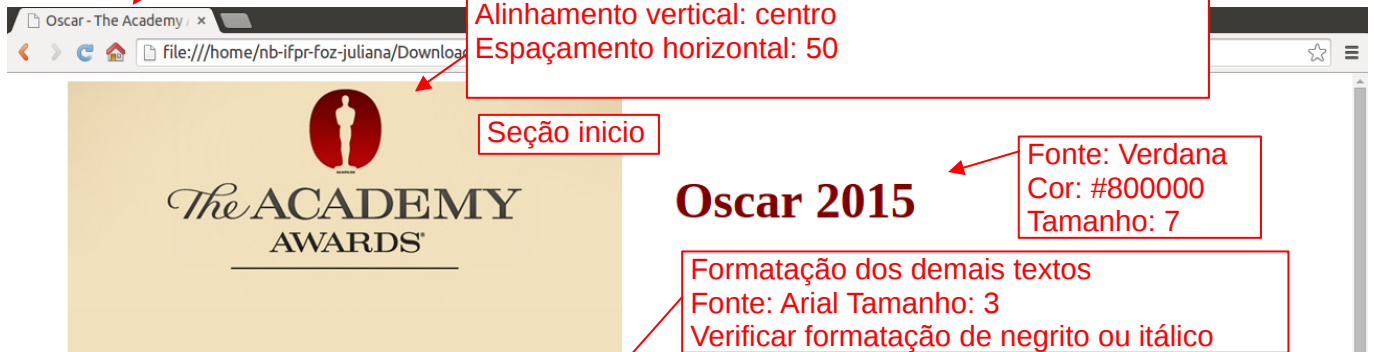 Oscar - The Academy
Alinhamento vertical: centro
Espaçamento horizontal: 50
file:///home/nb-ifpr-foz-juliana/Downloa
Seção inicio
The ACADEMY
AWARDS
Oscar 2015
Fonte: Verdana
Cor: #800000
Tamanho: 7
Formatação dos demais textos
Fonte: Arial Tamanho: 3
Verificar formatação de negrito ou itálico